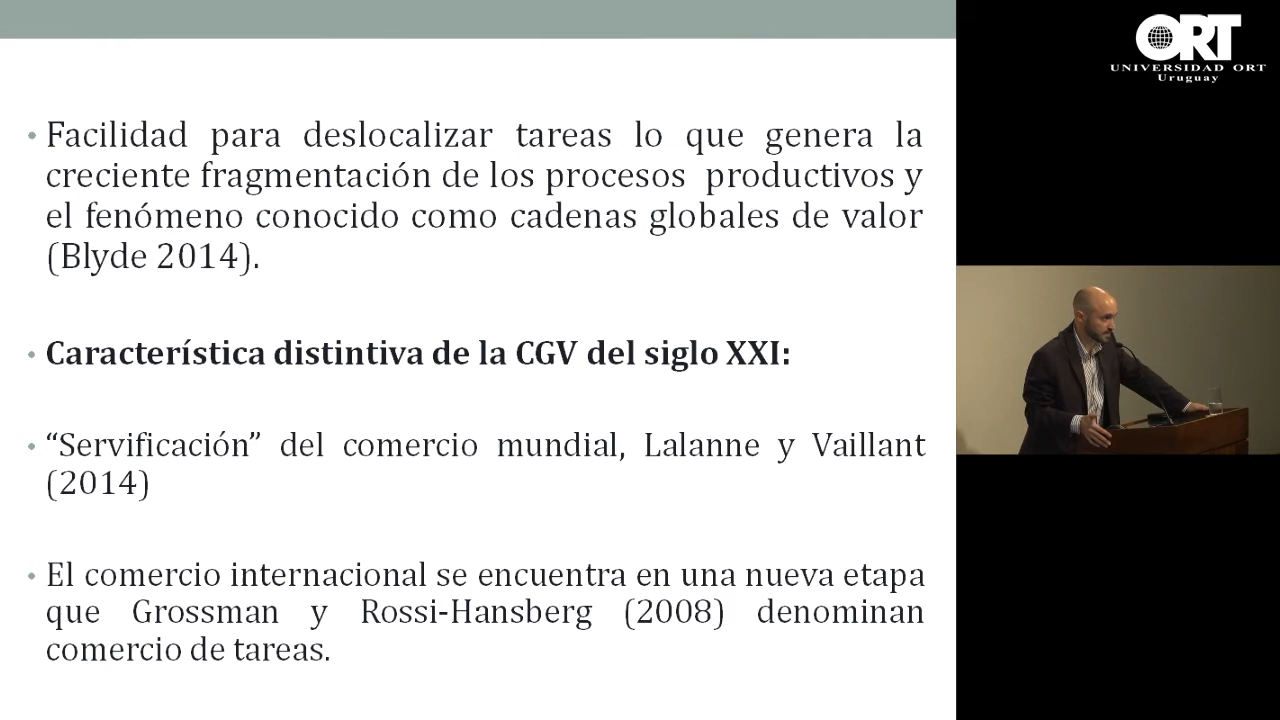 Facilidad para deslocalizar tareas lo que genera la
creciente fragmentación de los procesos productivos y
el fenómeno conocido como cadenas globales de valor
(Blyde 2014).
Característica distintiva de la CGV del siglo XXI:
“Servificación” del comercio mundial, Lalanne y Vaillant
(2014)
El comercio internacional se encuentra en una nueva etapa
que Grossman y Rossi-Hansberg (2008) denominan
comercio de tareas.
ORT
UNIVERSIDAD ORT
Uruguay